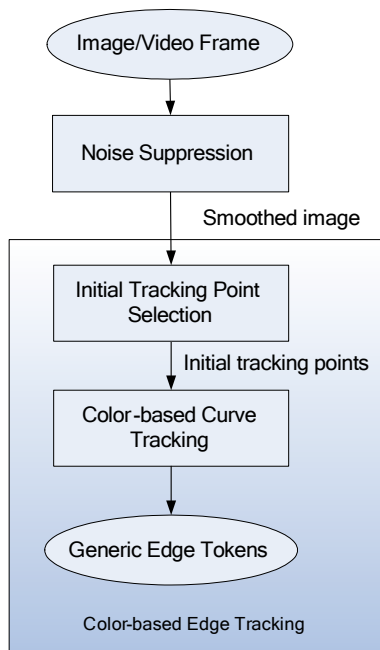 Image/Video Frame
Noise Suppression
Smoothed image
Initial Tracking Point
Selection
Initial tracking points
Color-based Curve
Tracking
Generic Edge Tokens
Color-based Edge Tracking